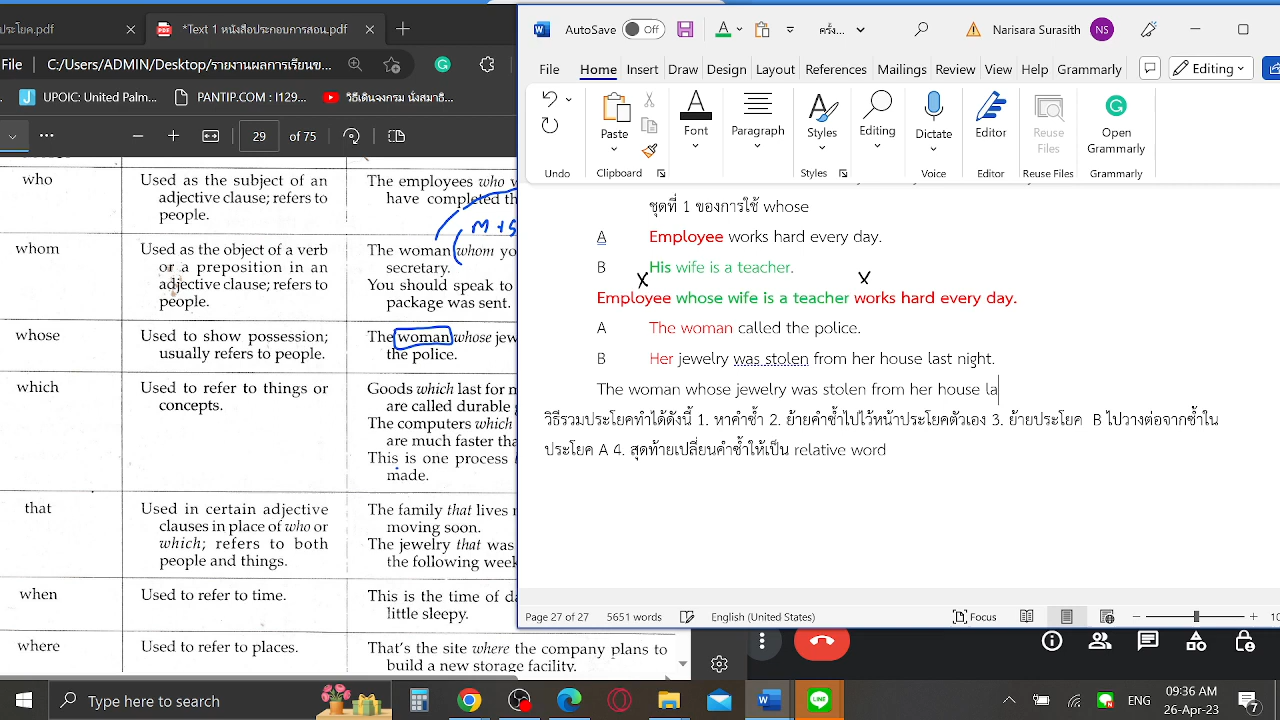 ประโยค.pdf
*Text 1 หนังสือประกอบการสอน.pdf
File C:/Users/ADMIN/Desktop/รายงานผลการเรียนข...
UPOIC: United Palm... PANTIP.COM : I129... วิธีเดินจงกรม นั่งสมาธิ...
29 of 75
who
Used as the subject of an
adjective clause; refers to
people.
The employees who
have completed th
whom
Used as the object of a verb
or a preposition in an
adjective clause; refers to
people.
The woman whom yo
secretary.
You should speak to
package was sent.
whose
Used to show possession;
usually refers to people.
The woman whose jew
the police.
which
Used to refer to things or
concepts.
Goods which last for m
are called durable
The computers which
are much faster tha
This is one process
made.
that
Used in certain adjective
clauses in place of who or
which; refers to both
people and things.
The family that lives
moving soon.
The jewelry that was
the following week
when
Used to refer to time.
This is the time of da
little sleepy.
where
Used to refer to places.
That's the site where the company plans to
build a new storage facility.
AutoSave Off ครั้ง... Narisara Surasith NS
File Home Insert Draw Design Layout References Mailings Review View Help Grammarly Editing
Paste Font Paragraph Styles Editing Dictate Editor Reuse Files Open Grammarly
Undo Clipboard Styles Voice Editor Reuse Files Grammarly
ชุดที่ 1 ของการใช้ whose
A Employee works hard every day.
B His wife is a teacher.
Employee whose wife is a teacher works hard every day.
A The woman called the police.
B Her jewelry was stolen from her house last night.
The woman whose jewelry was stolen from her house la
วิธีรวมประโยคทำได้ดังนี้ 1. หาคำซ้ำ 2. ย้ายคำซ้ำไปไว้หน้าประโยคตัวเอง 3. ย้ายประโยค B ไปวางต่อจากซ้ำใน
ประโยค A 4. สุดท้ายเปลี่ยนคำซ้ำให้เป็น relative word
Page 27 of 27 5651 words English (United States) Focus
Type here to search
ENG 09:36 AM
26-Apr-23 7